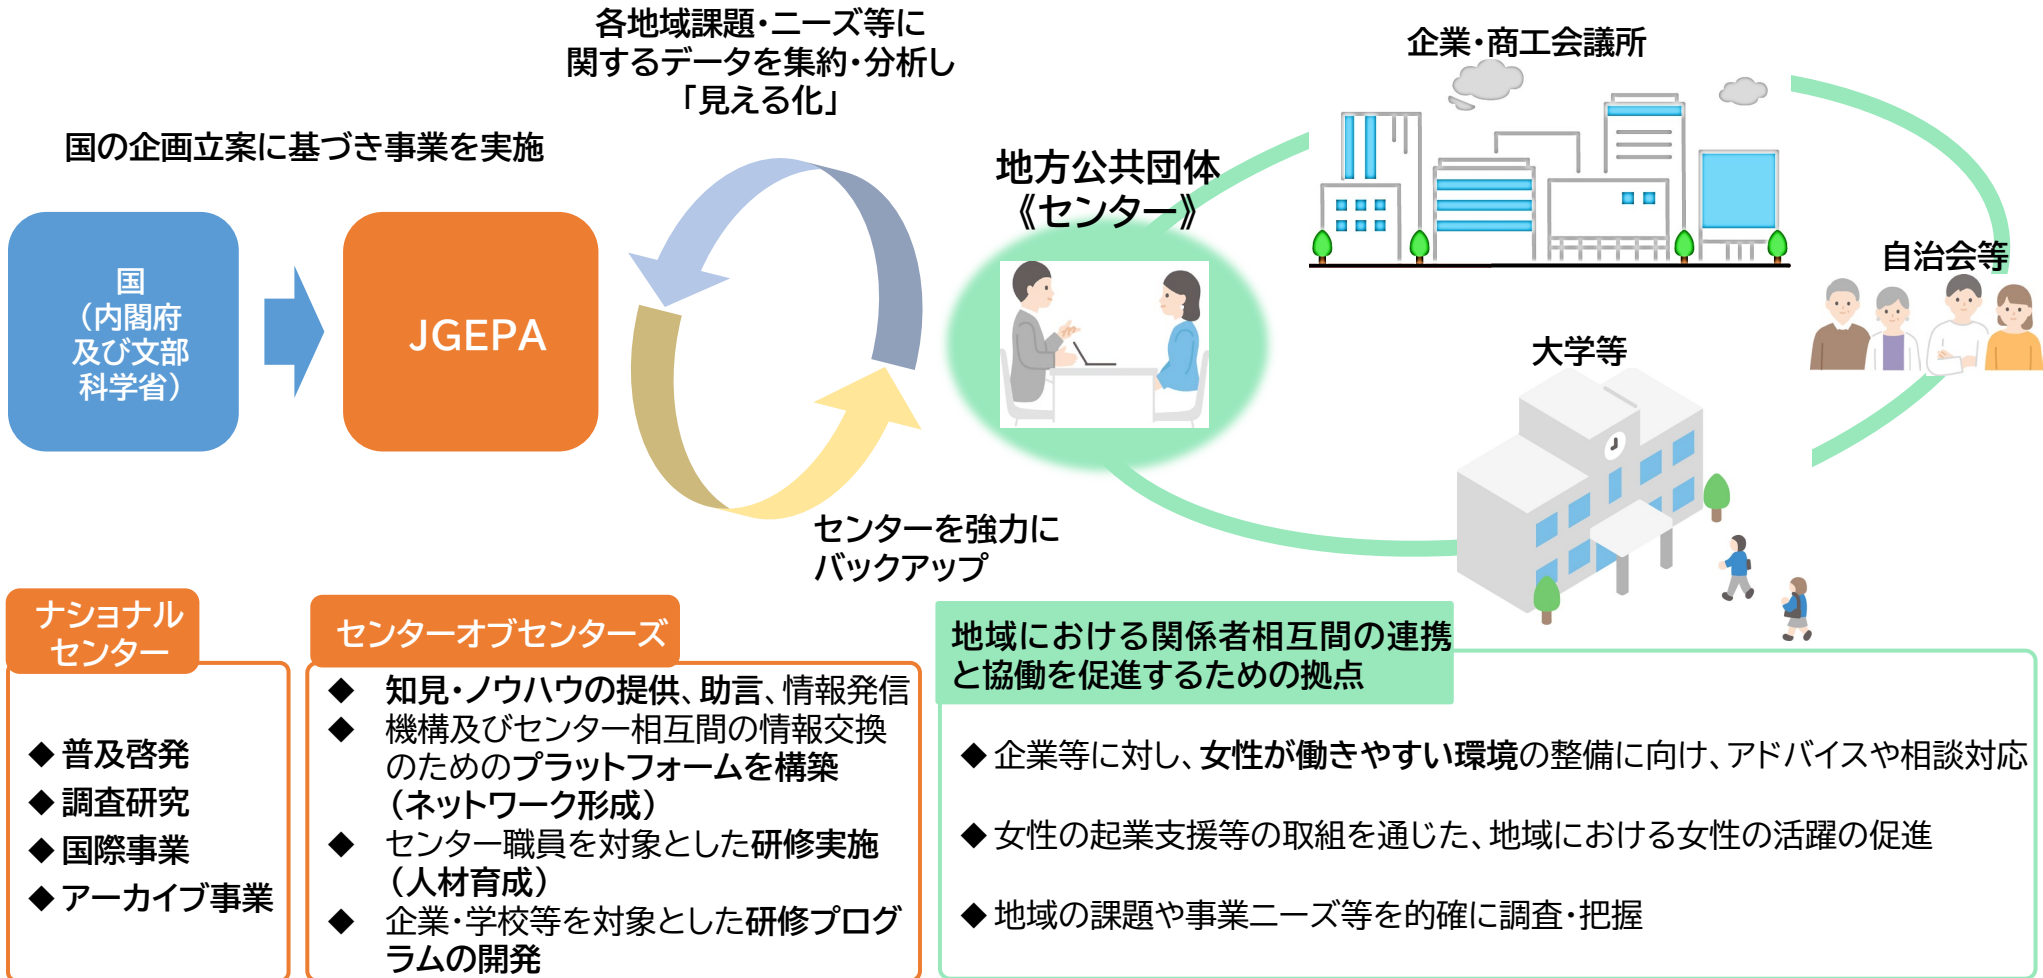 各地域課題・ニーズ等に
関するデータを集約・分析し
「見える化」
国の企画立案に基づき事業を実施
国
（内閣府
及び文部
科学省）
JGEPA
センターを強力に
バックアップ
地方公共団体
《センター》
企業・商工会議所
自治会等
大学等
ナショナル
センター
◆ 普及啓発
◆ 調査研究
◆ 国際事業
◆ アーカイブ事業
センターオブセンターズ
◆ 知見・ノウハウの提供、助言、情報発信
◆ 機構及びセンター相互間の情報交換
のためのプラットフォームを構築
（ネットワーク形成）
◆ センター職員を対象とした研修実施
（人材育成）
◆ 企業・学校等を対象とした研修プログ
ラムの開発
地域における関係者相互間の連携
と協働を促進するための拠点
◆ 企業等に対し、女性が働きやすい環境の整備に向け、アドバイスや相談対応
◆ 女性の起業支援等の取組を通じた、地域における女性の活躍の促進
◆ 地域の課題や事業ニーズ等を的確に調査・把握